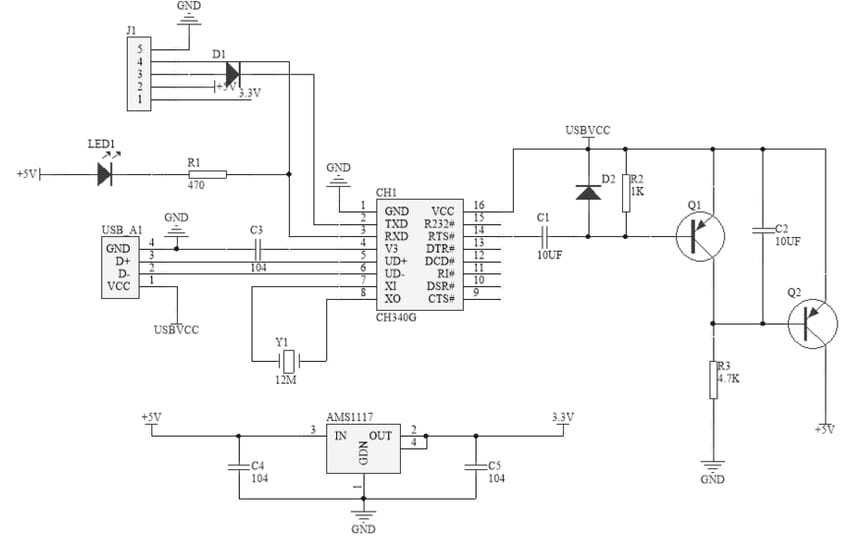 GND
J1
5
4
3
2
1
D1
+5V
3.3V
LED1
+5V
R1
470
GND
USB_A1
GND 4
D+ 3
D- 2
VCC 1
USBVCC
GND
C3
104
CH1
1 GND VCC 16
2 TXD R232# 15
3 RXD RTS# 14
4 V3 DTR# 13
5 UD+ DCD# 12
6 UD- RI# 11
7 XI DSR# 10
8 XO CTS# 9
CH340G
Y1
12M
USBVCC
D2
R2
1K
C1
10UF
Q1
C2
10UF
Q2
R3
4.7K
GND
+5V
+5V
AMS1117
3.3V
3 IN OUT 2
4
GDN
1
C4
104
C5
104
GND